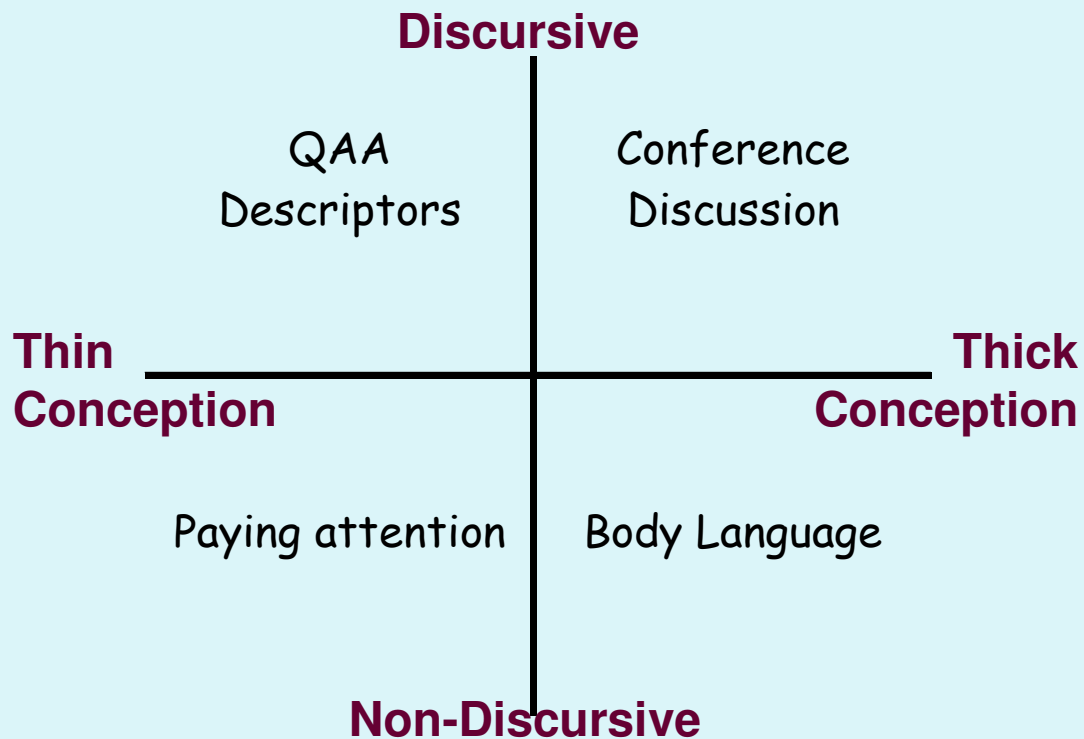 Discursive
QAA
Descriptors
Conference
Discussion
Thin
Conception
Thick
Conception
Paying attention
Body Language
Non-Discursive